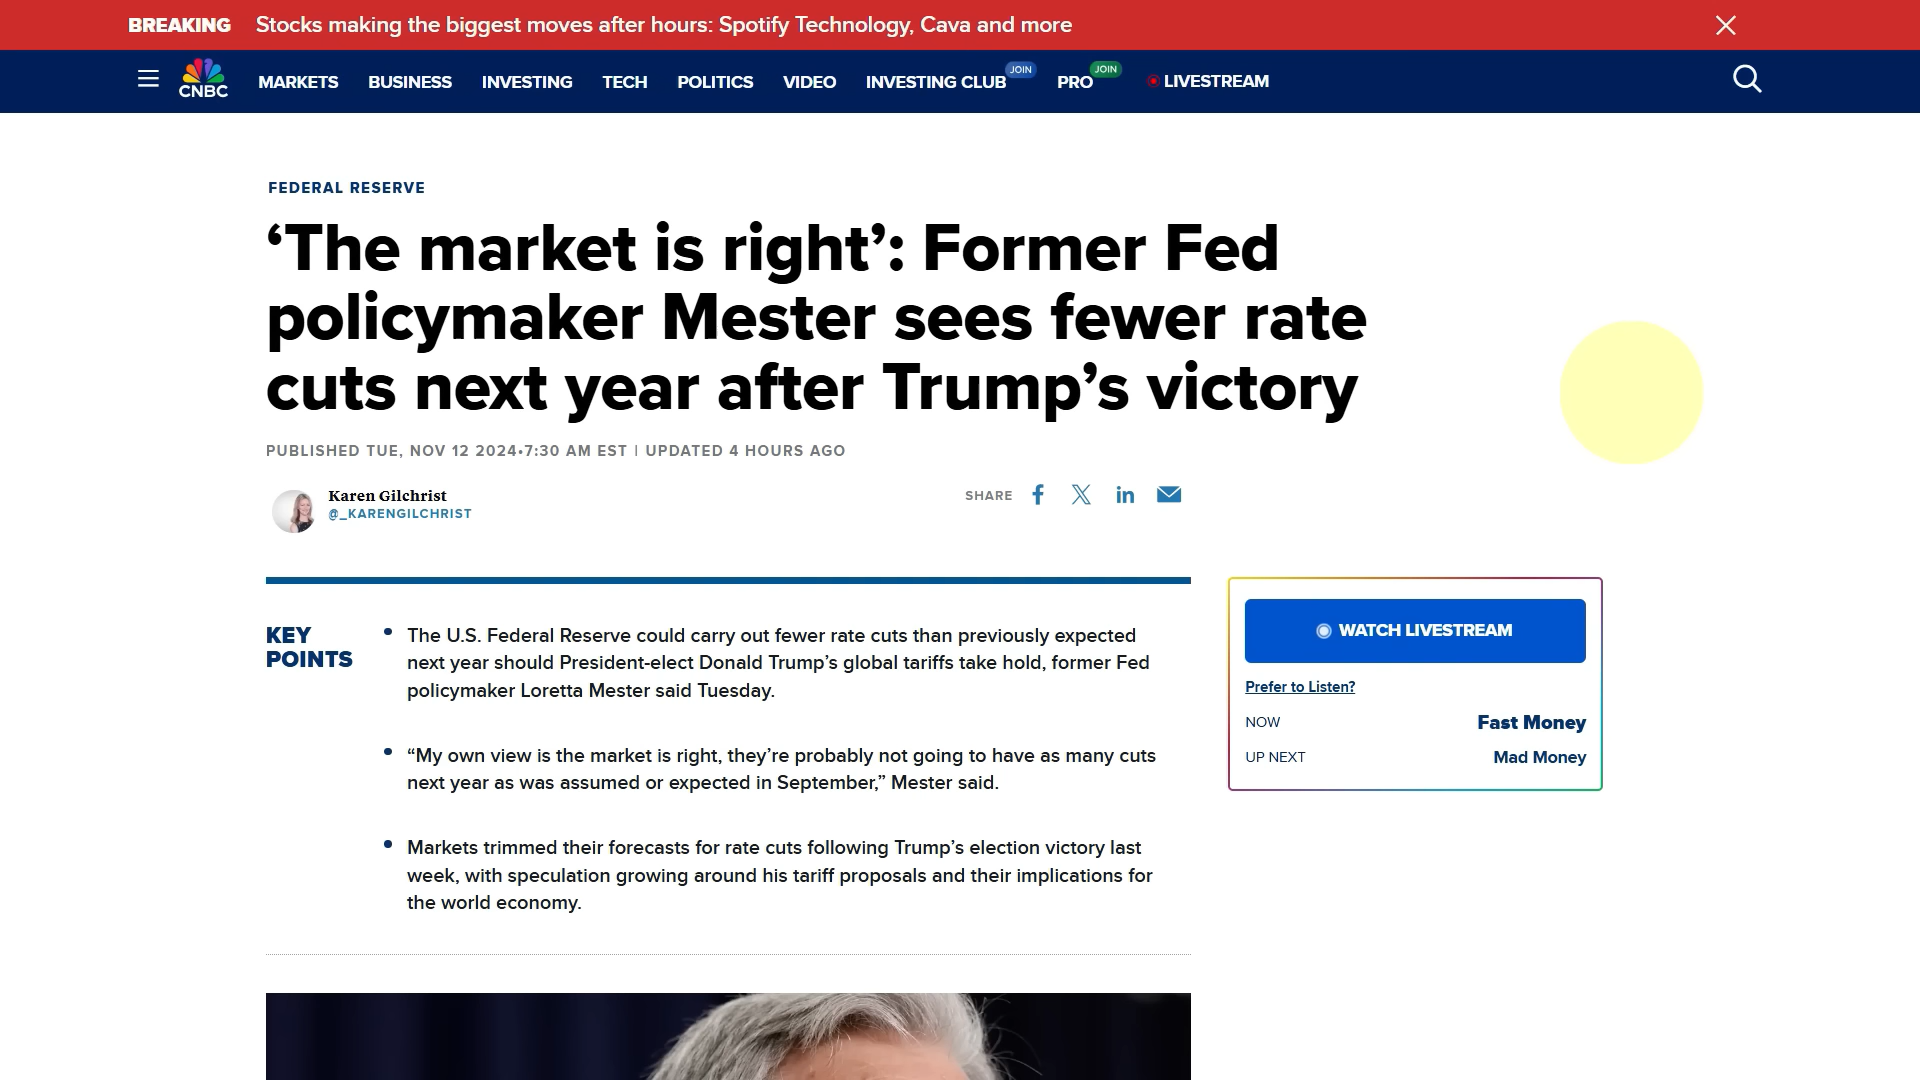 BREAKING Stocks making the biggest moves after hours: Spotify Technology, Cava and more
CNBC MARKETS BUSINESS INVESTING TECH POLITICS VIDEO INVESTING CLUB JOIN PRO JOIN LIVESTREAM
FEDERAL RESERVE
‘The market is right’: Former Fed
policymaker Mester sees fewer rate
cuts next year after Trump’s victory
PUBLISHED TUE, NOV 12 2024•7:30 AM EST | UPDATED 4 HOURS AGO
Karen Gilchrist
@_KARENGILCHRIST
SHARE
KEY
POINTS
• The U.S. Federal Reserve could carry out fewer rate cuts than previously expected
next year should President-elect Donald Trump’s global tariffs take hold, former Fed
policymaker Loretta Mester said Tuesday.
• “My own view is the market is right, they’re probably not going to have as many cuts
next year as was assumed or expected in September,” Mester said.
• Markets trimmed their forecasts for rate cuts following Trump’s election victory last
week, with speculation growing around his tariff proposals and their implications for
the world economy.
WATCH LIVESTREAM
Prefer to Listen?
NOW Fast Money
UP NEXT Mad Money